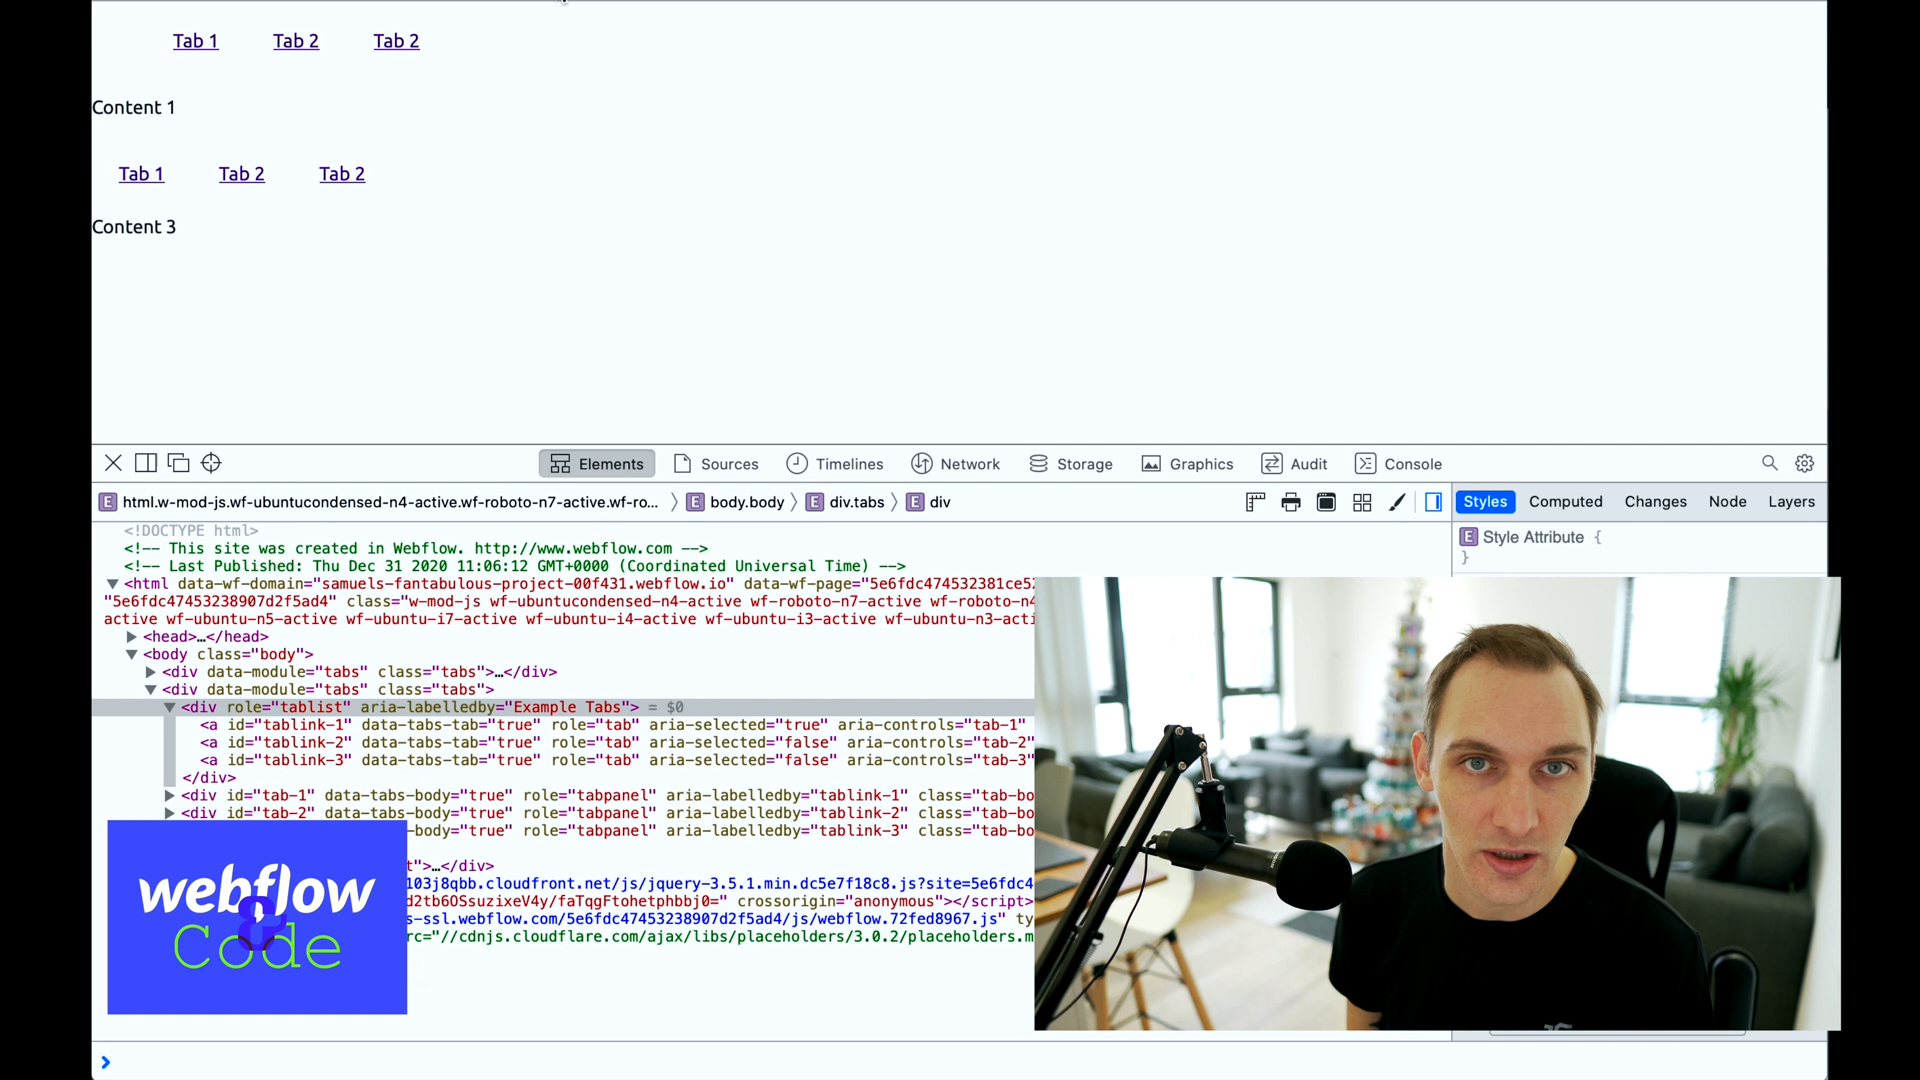 Tab 1 Tab 2 Tab 2
Content 1
Tab 1 Tab 2 Tab 2
Content 3
Elements Sources Timelines Network Storage Graphics Audit Console
E html.w-mod-js.wf-ubuntucondensed-n4-active.wf-roboto-n7-active.wf-ro... E body.body E div.tabs E div
Styles Computed Changes Node Layers
E Style Attribute {
}
<!DOCTYPE html>
<!-- This site was created in Webflow. http://www.webflow.com -->
<!-- Last Published: Thu Dec 31 2020 11:06:12 GMT+0000 (Coordinated Universal Time) -->
<html data-wf-domain="samuels-fantabulous-project-00f431.webflow.io" data-wf-page="5e6fdc474532381ce52
"5e6fdc47453238907d2f5ad4" class="w-mod-js wf-ubuntucondensed-n4-active wf-roboto-n7-active wf-roboto-n4
active wf-ubuntu-n5-active wf-ubuntu-i7-active wf-ubuntu-i4-active wf-ubuntu-i3-active wf-ubuntu-n3-acti
<head>…</head>
<body class="body">
<div data-module="tabs" class="tabs">…</div>
<div data-module="tabs" class="tabs">
<div role="tablist" aria-labelledby="Example Tabs"> = $0
<a id="tablink-1" data-tabs-tab="true" role="tab" aria-selected="true" aria-controls="tab-1"
<a id="tablink-2" data-tabs-tab="true" role="tab" aria-selected="false" aria-controls="tab-2"
<a id="tablink-3" data-tabs-tab="true" role="tab" aria-selected="false" aria-controls="tab-3"
</div>
<div id="tab-1" data-tabs-body="true" role="tabpanel" aria-labelledby="tablink-1" class="tab-bo
<div id="tab-2" data-tabs-body="true" role="tabpanel" aria-labelledby="tablink-2" class="tab-bo
body="true" role="tabpanel" aria-labelledby="tablink-3" class="tab-bo
t">…</div>
103j8qbb.cloudfront.net/js/jquery-3.5.1.min.dc5e7f18c8.js?site=5e6fdc4
d2tb6OSsuzixeV4y/faTqgFtohetphbbj0=" crossorigin="anonymous"></script>
s-ssl.webflow.com/5e6fdc47453238907d2f5ad4/js/webflow.72fed8967.js" ty
rc="//cdnjs.cloudflare.com/ajax/libs/placeholders/3.0.2/placeholders.m
webflow
&
Code